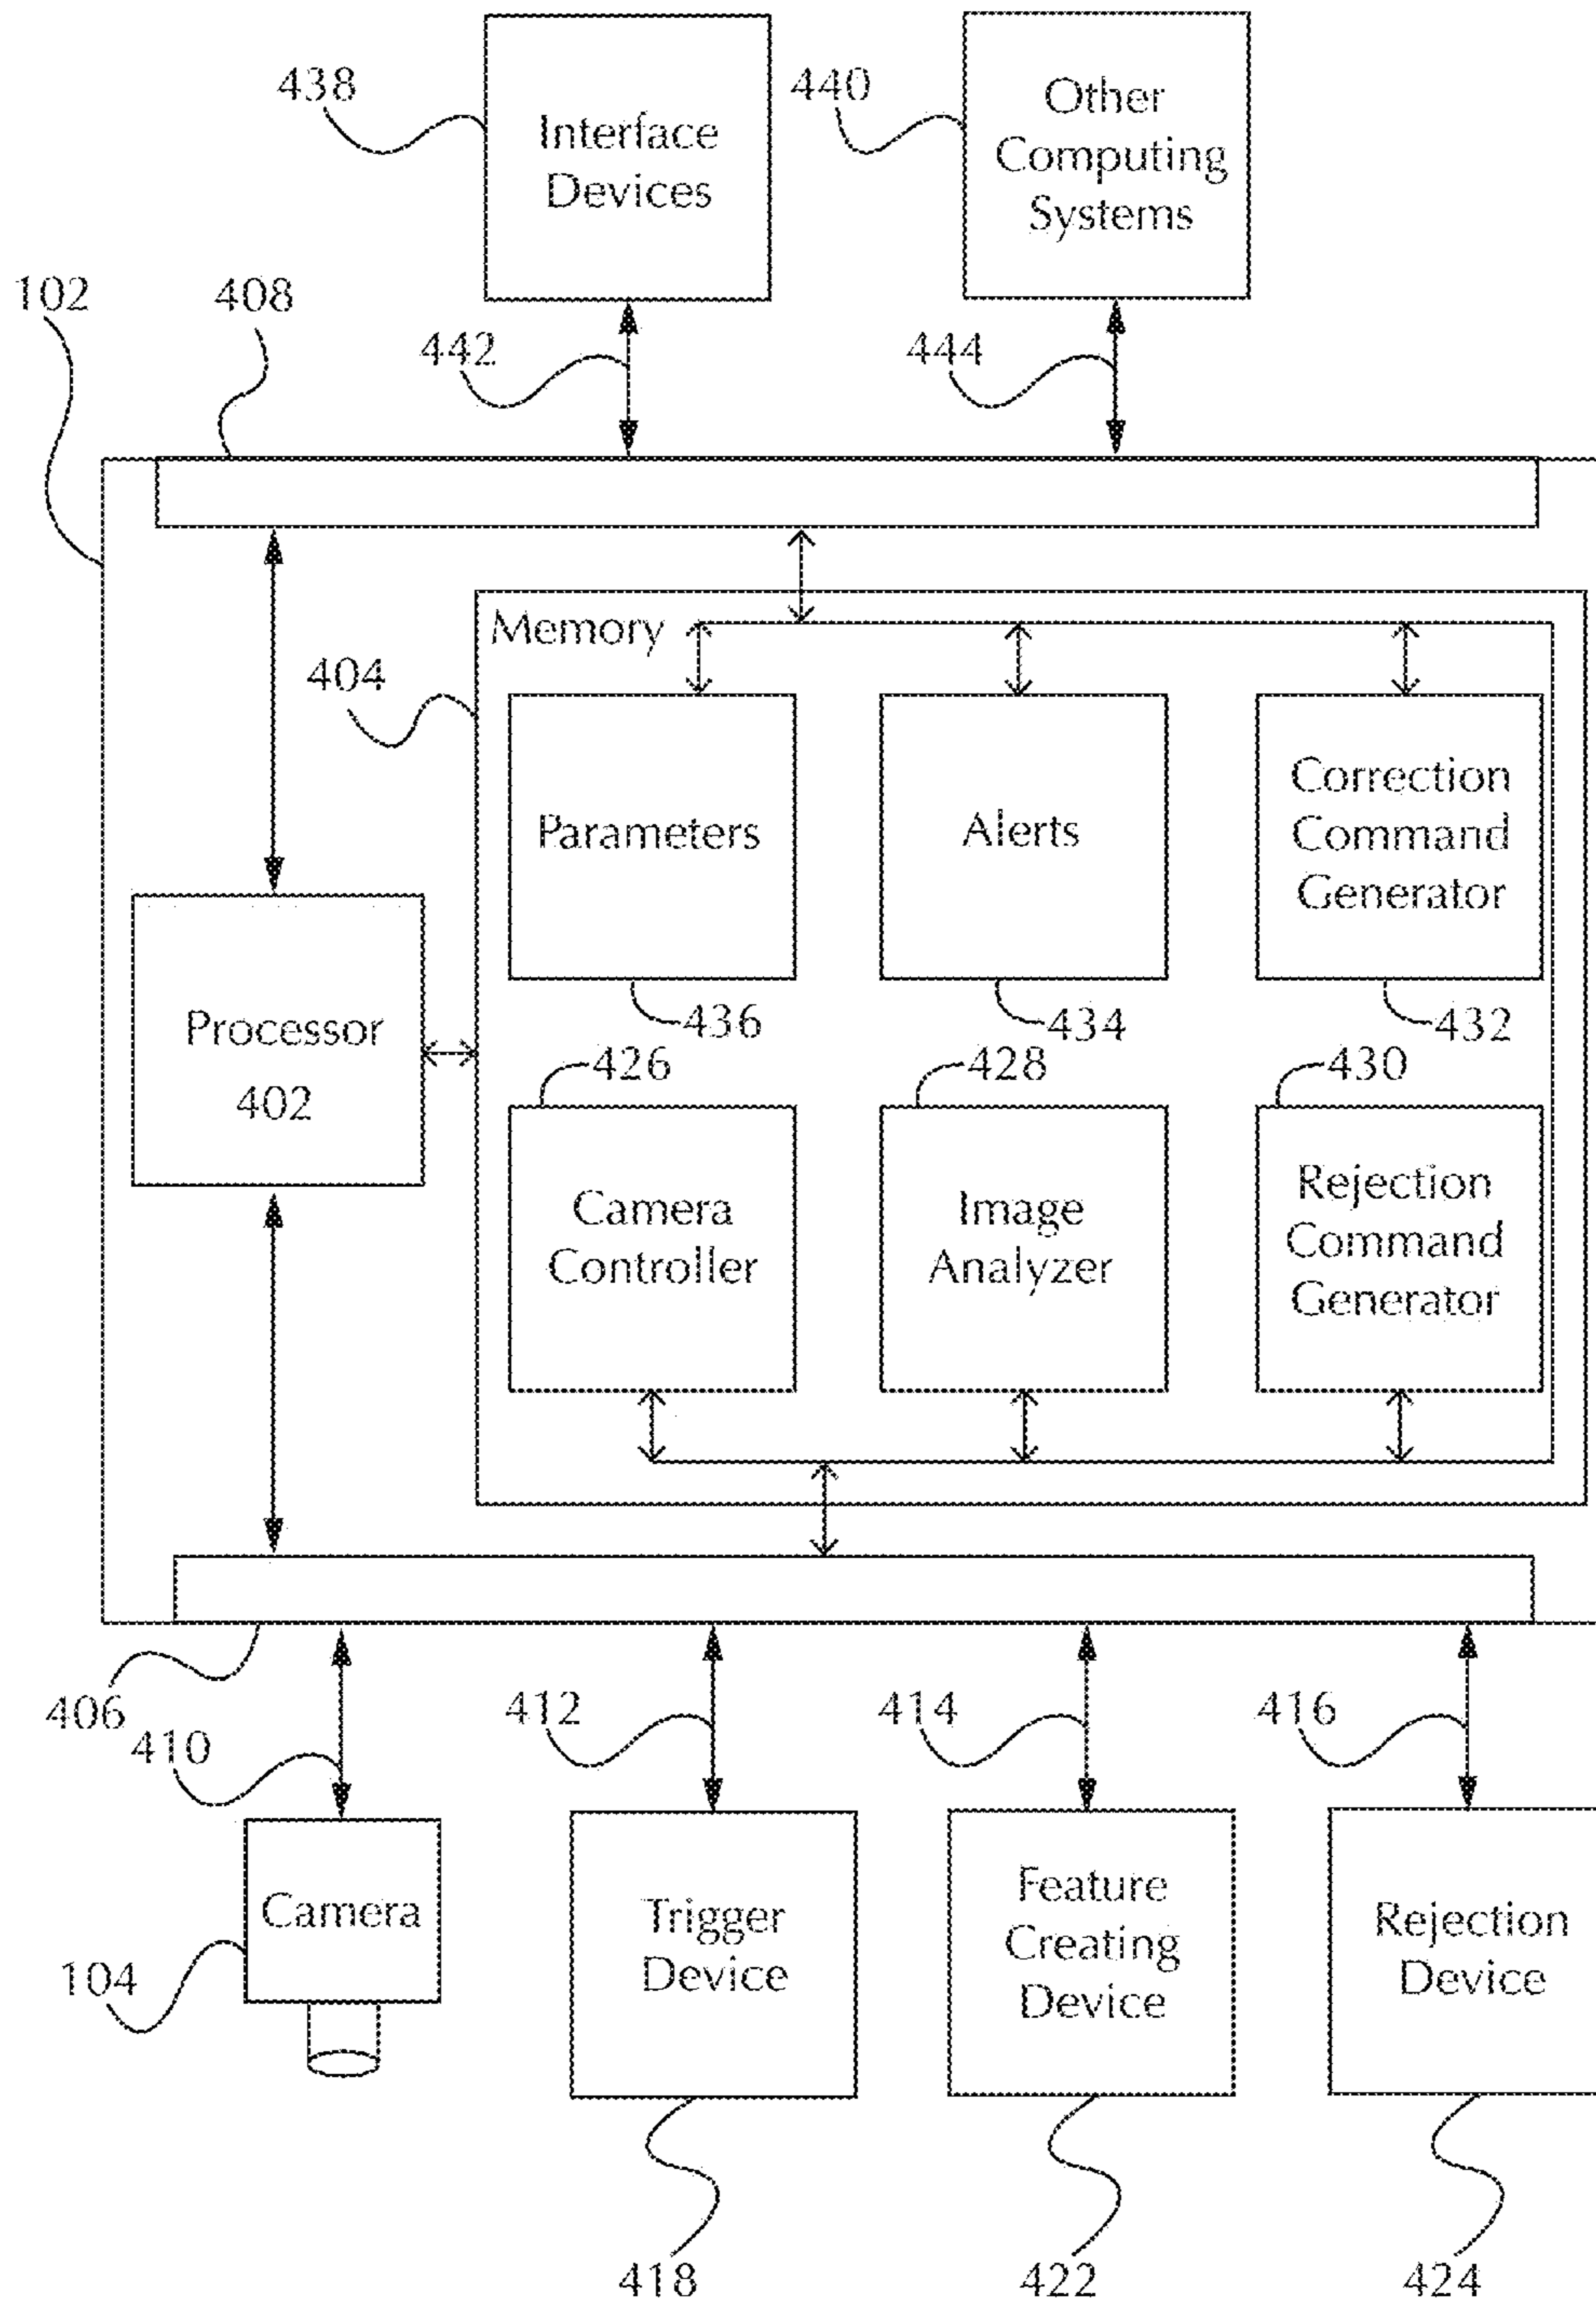 438
Interface
Devices
440
Other
Computing
Systems
102
408
442
444
Memory
404
Parameters
Alerts
Correction
Command
Generator
Processor
402
436
434
432
426
428
430
Camera
Controller
Image
Analyzer
Rejection
Command
Generator
406
410
412
414
416
Camera
104
Trigger
Device
Feature
Creating
Device
Rejection
Device
418
422
424